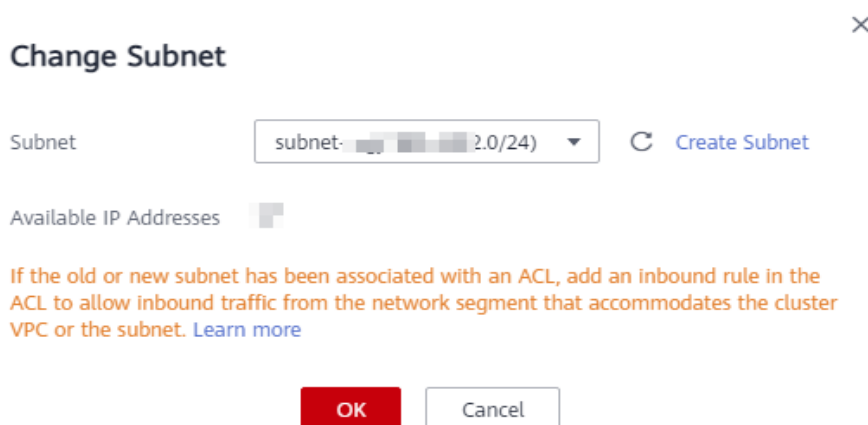 Change Subnet
Subnet subnet- 2.0/24) Create Subnet
Available IP Addresses
If the old or new subnet has been associated with an ACL, add an inbound rule in the
ACL to allow inbound traffic from the network segment that accommodates the cluster
VPC or the subnet. Learn more
OK Cancel